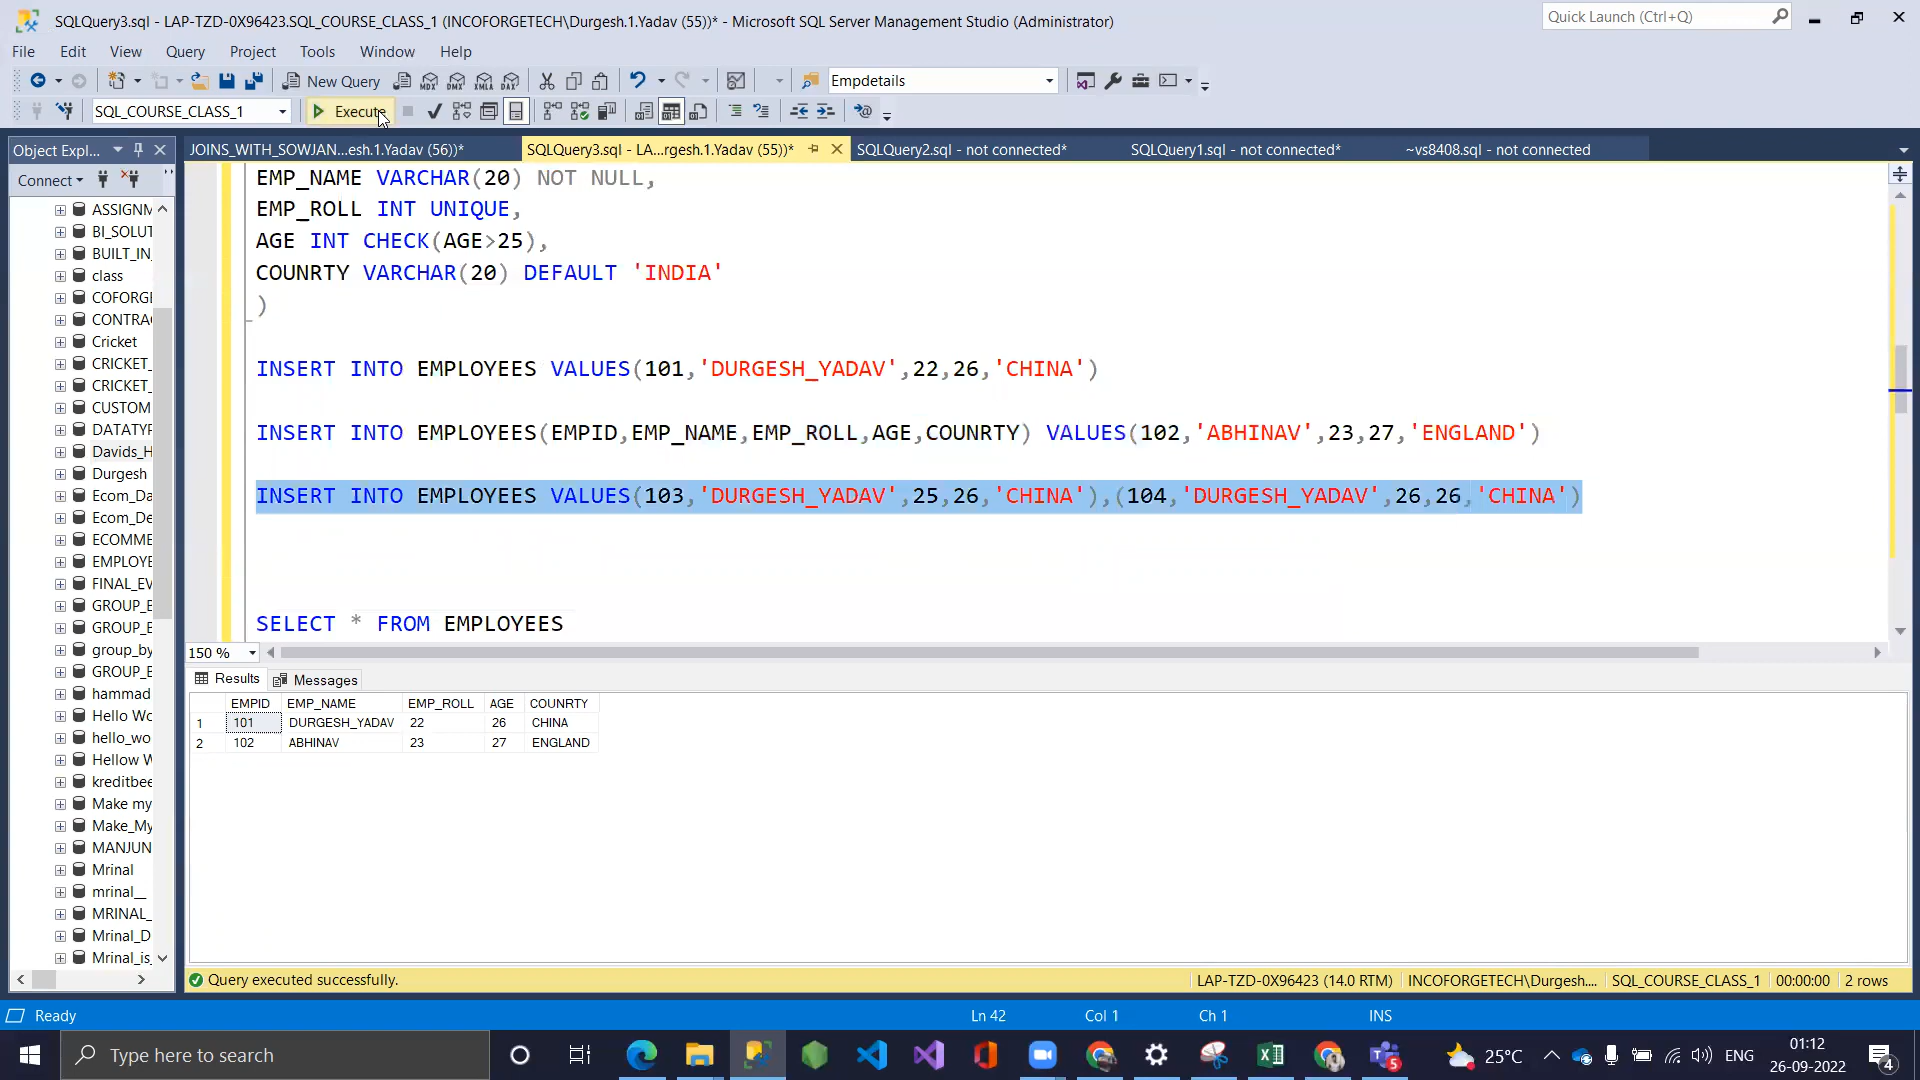 SQLQuery3.sql - LAP-TZD-0X96423.SQL_COURSE_CLASS_1 (INCOFORGETECH\Durgesh.1.Yadav (55))* - Microsoft SQL Server Management Studio (Administrator)
Quick Launch (Ctrl+Q)
File Edit View Query Project Tools Window Help
New Query
MDX DMX XMLA DAX
Empdetails
SQL_COURSE_CLASS_1
Execute
Object Expl...
JOINS_WITH_SOWJAN...esh.1.Yadav (56))*
SQLQuery3.sql - LA...rgesh.1.Yadav (55))*
SQLQuery2.sql - not connected*
SQLQuery1.sql - not connected*
~vs8408.sql - not connected
Connect
ASSIGNM
BI_SOLUT
BUILT_IN_
class
COFORGE
CONTRA
Cricket
CRICKET_
CRICKET_
CUSTOM
DATATYP
Davids_H
Durgesh
Ecom_Da
Ecom_De
ECOMME
EMPLOYE
FINAL_EV
GROUP_E
GROUP_E
group_by
GROUP_E
hammad
Hello Wo
hello_wo
Hellow W
kreditbee
Make my
Make_My
MANJUN
Mrinal
mrinal__
MRINAL_
Mrinal_D
Mrinal_is_
EMP_NAME VARCHAR(20) NOT NULL,
EMP_ROLL INT UNIQUE,
AGE INT CHECK(AGE>25),
COUNRTY VARCHAR(20) DEFAULT 'INDIA'
)
INSERT INTO EMPLOYEES VALUES(101,'DURGESH_YADAV',22,26,'CHINA')
INSERT INTO EMPLOYEES(EMPID,EMP_NAME,EMP_ROLL,AGE,COUNRTY) VALUES(102,'ABHINAV',23,27,'ENGLAND')
INSERT INTO EMPLOYEES VALUES(103,'DURGESH_YADAV',25,26,'CHINA'),(104,'DURGESH_YADAV',26,26,'CHINA')
SELECT * FROM EMPLOYEES
150 %
Results Messages
EMPID EMP_NAME EMP_ROLL AGE COUNRTY
1 101 DURGESH_YADAV 22 26 CHINA
2 102 ABHINAV 23 27 ENGLAND
Query executed successfully.
LAP-TZD-0X96423 (14.0 RTM) INCOFORGETECH\Durgesh.... SQL_COURSE_CLASS_1 00:00:00 2 rows
Ready
Ln 42 Col 1 Ch 1 INS
Type here to search
25°C
ENG
01:12
26-09-2022
4